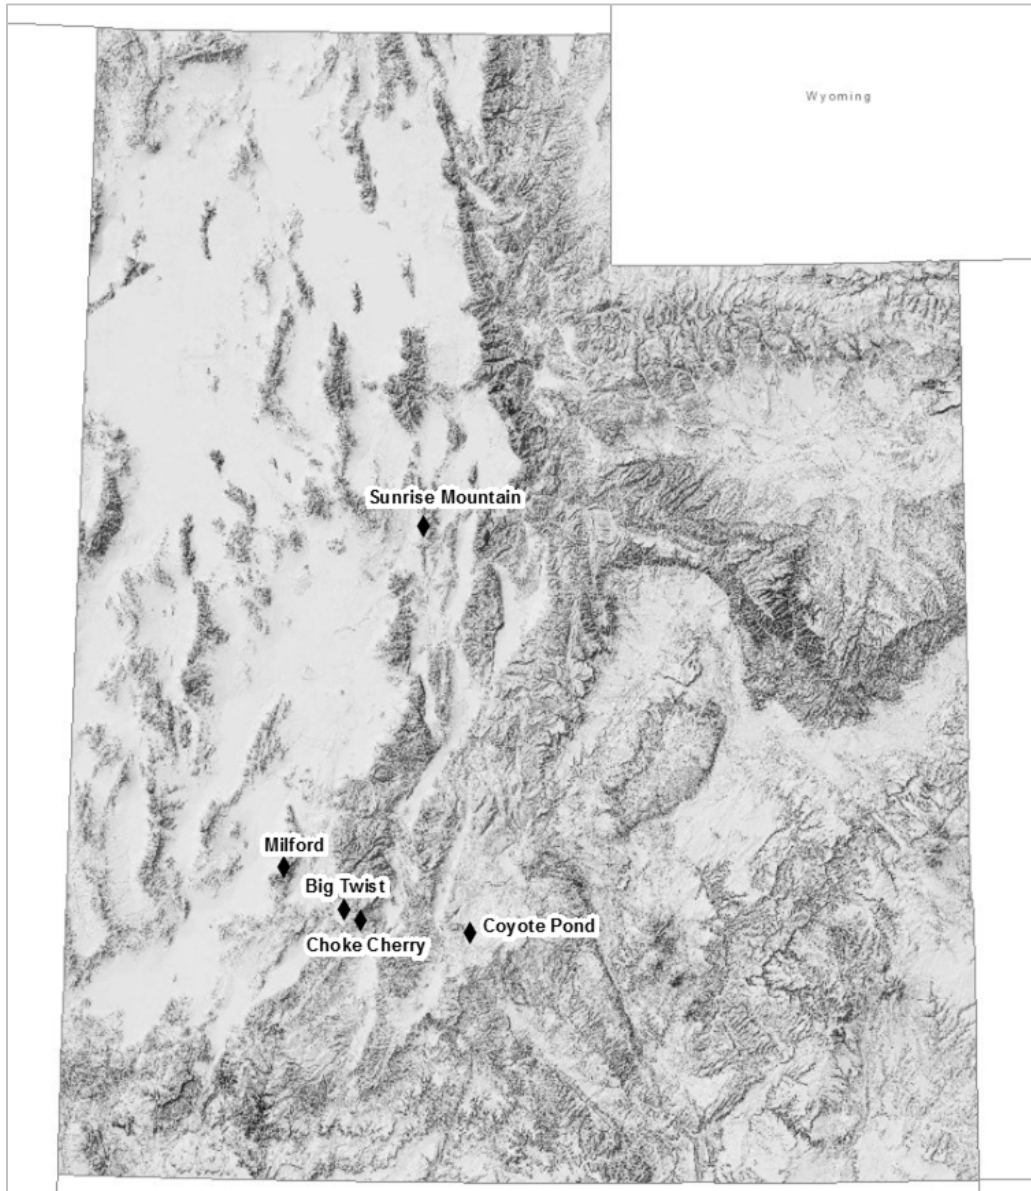 Wyoming
Sunrise Mountain
Milford
Big Twist
Choke Cherry
Coyote Pond